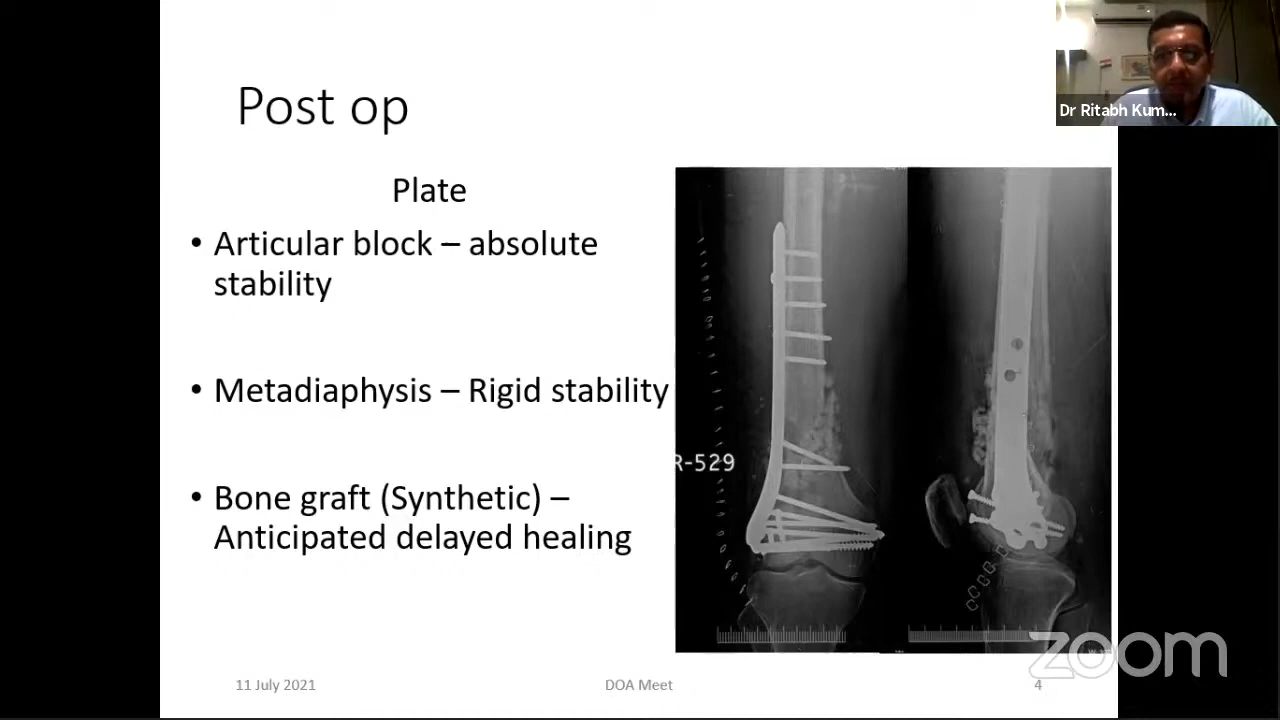 Dr Ritabh Kum...
Post op
Plate
• Articular block – absolute
stability
• Metadiaphysis – Rigid stability
• Bone graft (Synthetic) –
Anticipated delayed healing
R-529
11 July 2021
DOA Meet
4
zoom